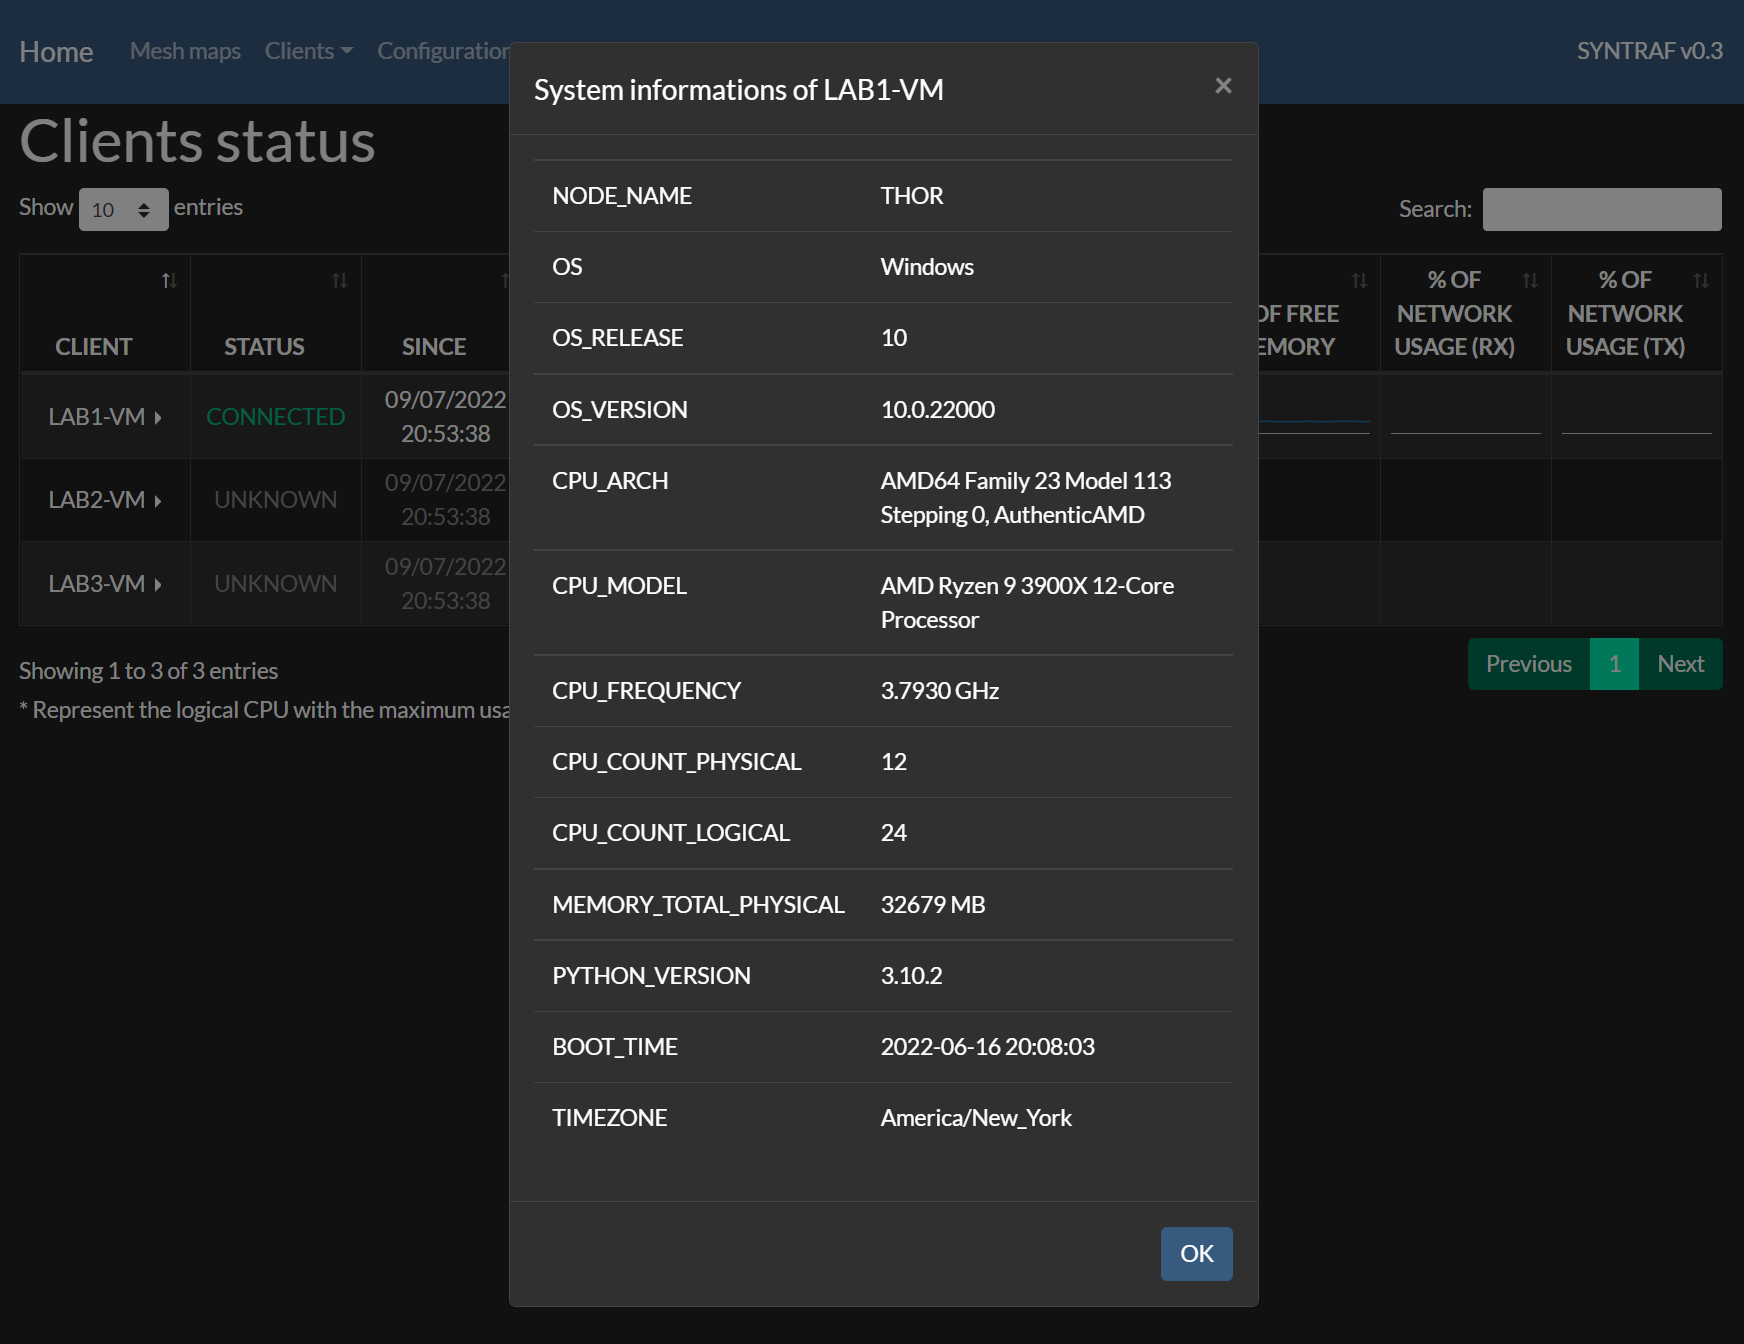 Home Mesh maps Clients Configuration SYNTRAF v0.3
System informations of LAB1-VM ×
Clients status
Show 10 entries
Search:
CLIENT STATUS SINCE
OF FREE
% OF
NETWORK
USAGE (RX)
% OF
NETWORK
USAGE (TX)
LAB1-VM CONNECTED 09/07/2022
20:53:38
LAB2-VM UNKNOWN 09/07/2022
20:53:38
LAB3-VM UNKNOWN 09/07/2022
20:53:38
Showing 1 to 3 of 3 entries
* Represent the logical CPU with the maximum
Previous 1 Next
NODE_NAME THOR
OS Windows
OS_RELEASE 10
OS_VERSION 10.0.22000
CPU_ARCH AMD64 Family 23 Model 113
Stepping 0, AuthenticAMD
CPU_MODEL AMD Ryzen 9 3900X 12-Core
Processor
CPU_FREQUENCY 3.7930 GHz
CPU_COUNT_PHYSICAL 12
CPU_COUNT_LOGICAL 24
MEMORY_TOTAL_PHYSICAL 32679 MB
PYTHON_VERSION 3.10.2
BOOT_TIME 2022-06-16 20:08:03
TIMEZONE America/New_York
OK